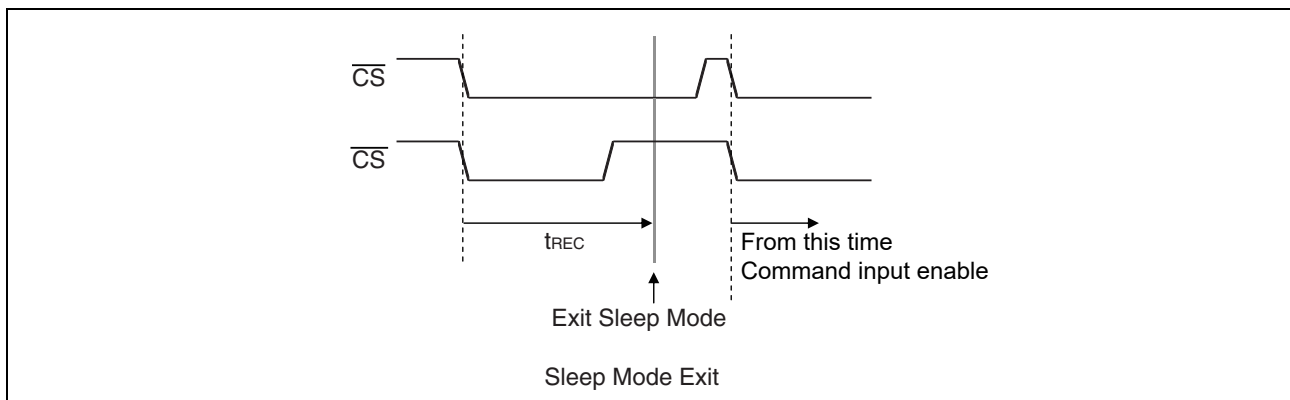 CS
CS
tREC
From this time
Command input enable
Exit Sleep Mode
Sleep Mode Exit